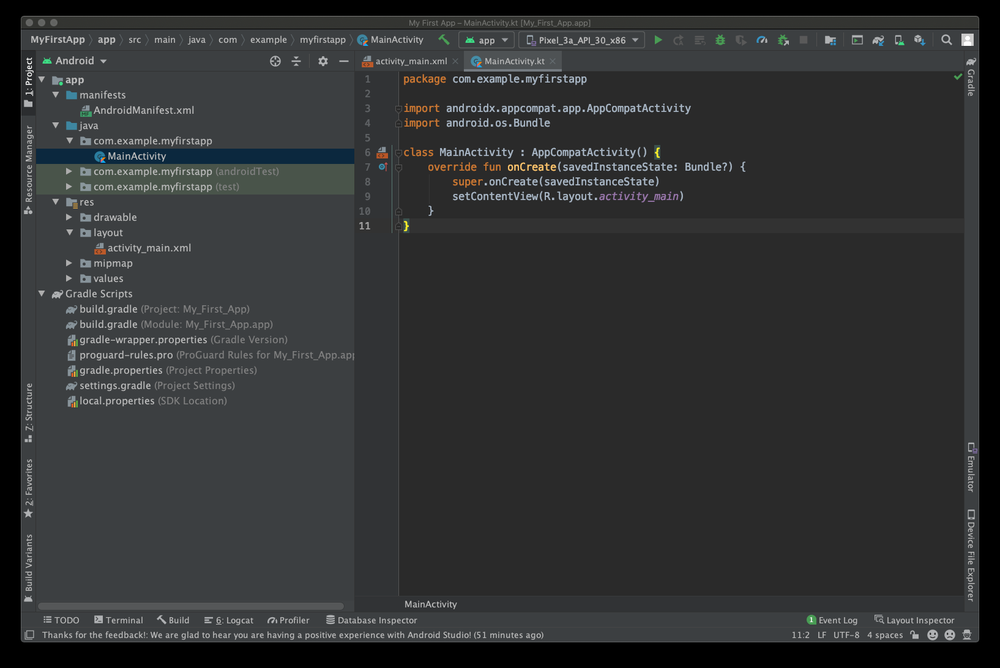 My First App – MainActivity.kt [My_First_App.app]
MyFirstApp app src main java com example myfirstapp MainActivity app Pixel_3a_API_30_x86
1: Project
Resource Manager
7: Structure
2: Favorites
Build Variants
Android
app
manifests
AndroidManifest.xml
java
com.example.myfirstapp
MainActivity
com.example.myfirstapp (androidTest)
com.example.myfirstapp (test)
res
drawable
layout
activity_main.xml
mipmap
values
Gradle Scripts
build.gradle (Project: My_First_App)
build.gradle (Module: My_First_App.app)
gradle-wrapper.properties (Gradle Version)
proguard-rules.pro (ProGuard Rules for My_First_App.app
gradle.properties (Project Properties)
settings.gradle (Project Settings)
local.properties (SDK Location)
activity_main.xml MainActivity.kt
1 package com.example.myfirstapp
2
3 import androidx.appcompat.app.AppCompatActivity
4 import android.os.Bundle
5
6 class MainActivity : AppCompatActivity() {
7 override fun onCreate(savedInstanceState: Bundle?) {
8 super.onCreate(savedInstanceState)
9 setContentView(R.layout.activity_main)
10 }
11 }
MainActivity
Gradle
Emulator
Device File Explorer
TODO Terminal Build 6: Logcat Profiler Database Inspector 1 Event Log Layout Inspector
Thanks for the feedback!: We are glad to hear you are having a positive experience with Android Studio! (51 minutes ago) 11:2 LF UTF-8 4 spaces